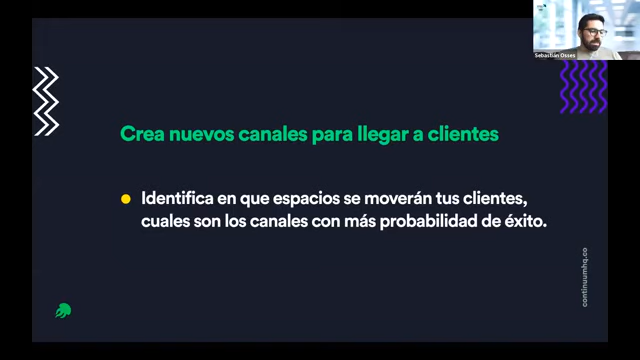 Sebastián Osses
Crea nuevos canales para llegar a clientes
Identifica en que espacios se moverán tus clientes,
cuales son los canales con más probabilidad de éxito.
continuumhq.co